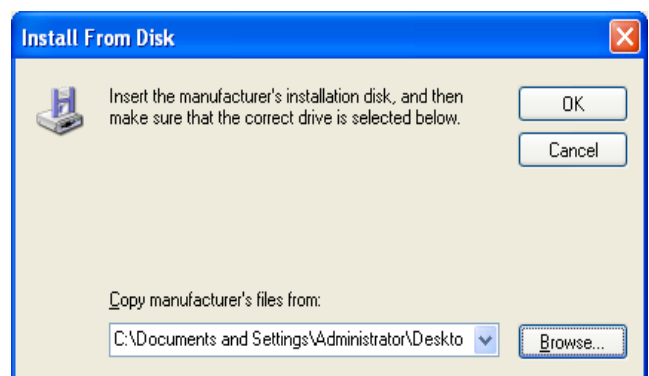 Install From Disk
Insert the manufacturer's installation disk, and then
make sure that the correct drive is selected below.
OK
Cancel
Copy manufacturer's files from:
C:\Documents and Settings\Administrator\Deskto
Browse...